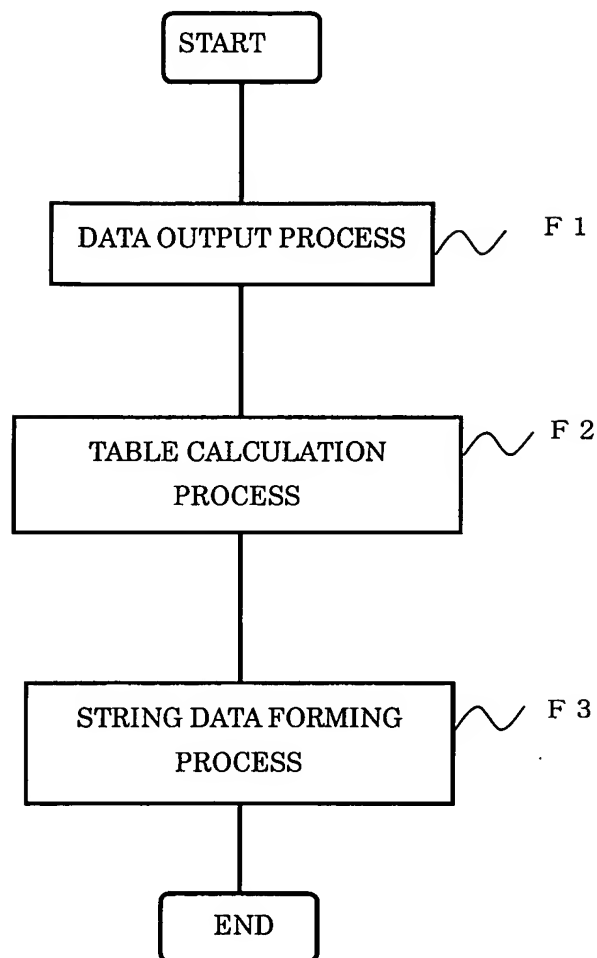 START
DATA OUTPUT PROCESS
F 1
TABLE CALCULATION
PROCESS
F 2
STRING DATA FORMING
PROCESS
F 3
END